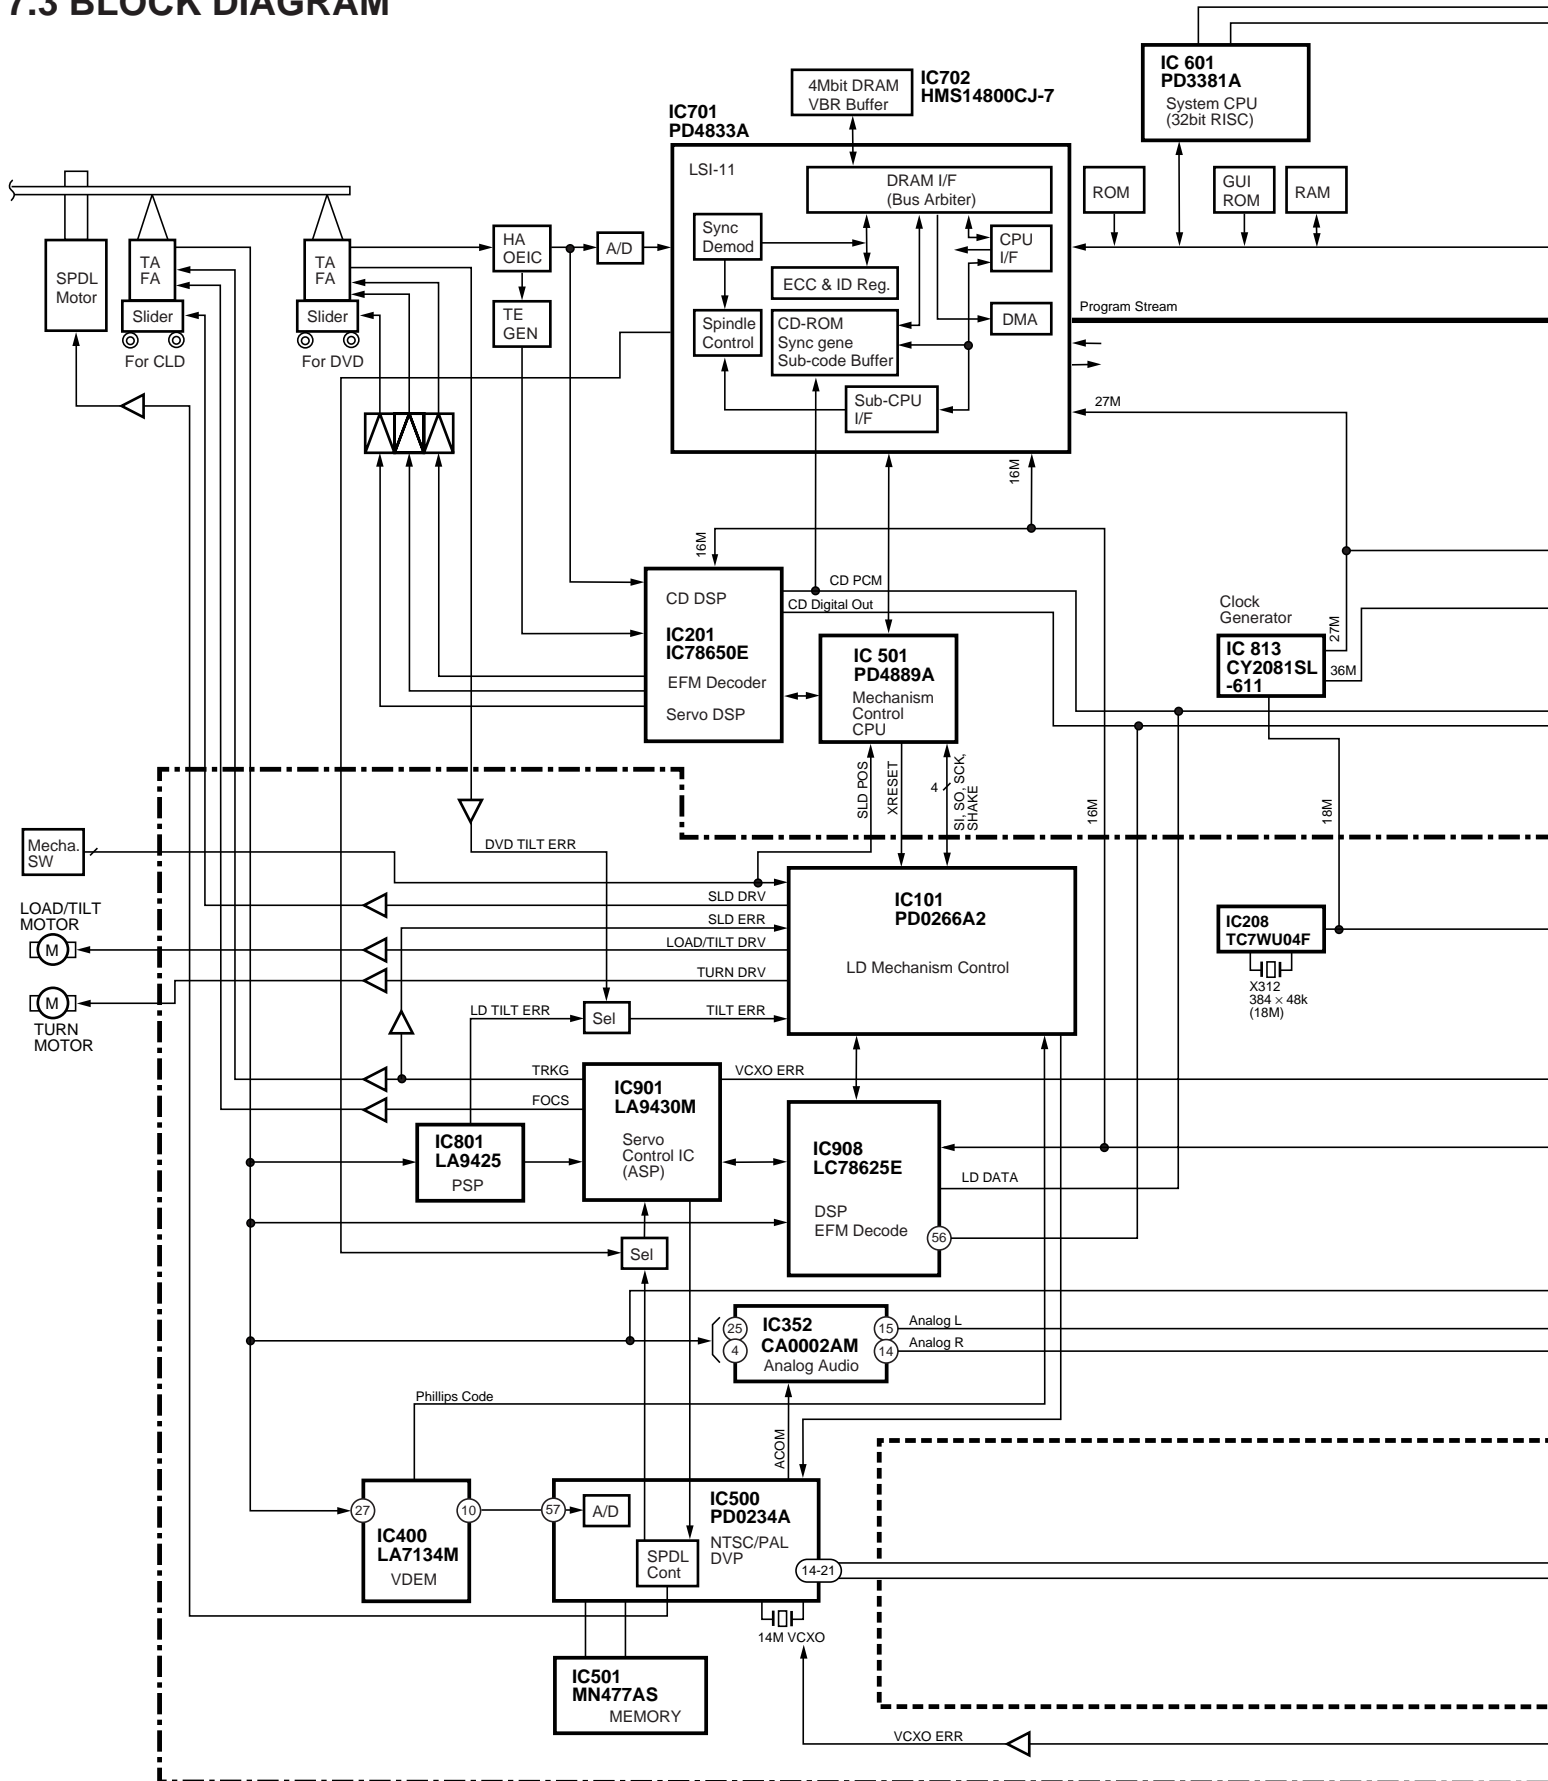 7.3 BLOCK DIAGRAM
IC 601
PD3381A
System CPU
(32bit RISC)
4Mbit DRAM
VBR Buffer
IC702
HMS14800CJ-7
IC701
PD4833A
LSI-11
DRAM I/F
(Bus Arbiter)
ROM
GUI
ROM
RAM
Sync
Demod
CPU
I/F
ECC & ID Reg.
HA
OEIC
A/D
SPDL
Motor
TA
FA
TA
FA
Slider
Slider
For CLD
For DVD
TE
GEN
Spindle
Control
CD-ROM
Sync gene
Sub-code Buffer
DMA
Program Stream
Sub-CPU
I/F
27M
16M
16M
CD DSP
IC201
IC78650E
EFM Decoder
Servo DSP
CD PCM
CD Digital Out
IC 501
PD4889A
Mechanism
Control
CPU
Clock
Generator
IC 813
CY2081SL
-611
27M
36M
SLD POS
XRESET
4
SI, SO, SCK,
SHAKE
16M
18M
Mecha.
SW
DVD TILT ERR
LOAD/TILT
MOTOR
M
M
TURN
MOTOR
SLD DRV
SLD ERR
LOAD/TILT DRV
TURN DRV
LD TILT ERR
Sel
TILT ERR
IC101
PD0266A2
LD Mechanism Control
IC208
TC7WU04F
X312
384 × 48k
(18M)
TRKG
FOCS
IC901
LA9430M
Servo
Control IC
(ASP)
VCXO ERR
IC801
LA9425
PSP
IC908
LC78625E
DSP
EFM Decode
LD DATA
56
Sel
25
4
IC352
CA0002AM
Analog Audio
15
14
Analog L
Analog R
Phillips Code
ACOM
27
10
IC400
LA7134M
VDEM
57
A/D
IC500
PD0234A
NTSC/PAL
DVP
SPDL
Cont
14-21
14M VCXO
IC501
MN477AS
MEMORY
VCXO ERR